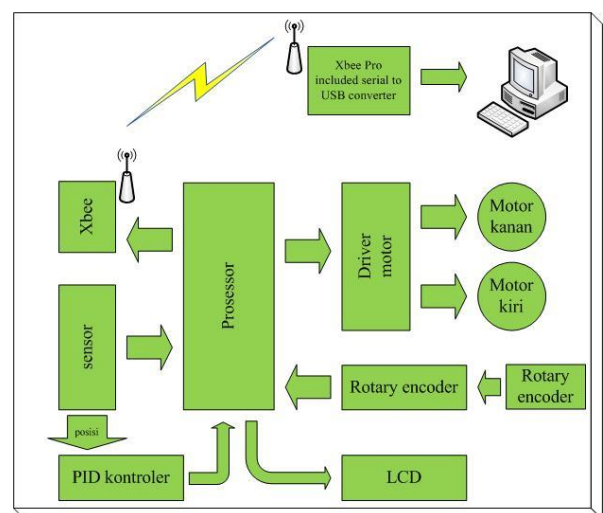 Xbee Pro
included serial to
USB converter
Xbee
Prosessor
Driver
motor
Motor
kanan
Motor
kiri
sensor
Rotary encoder
Rotary
encoder
posisi
PID kontroler
LCD